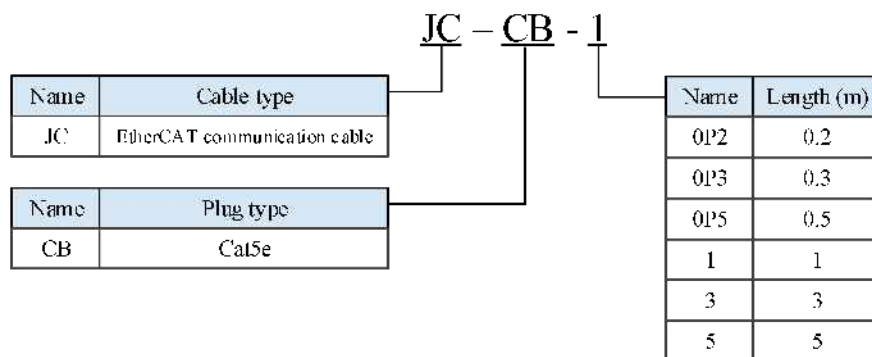 JC – CB - 1
Name Cable type
JC EtherCAT communication cable
Name Plug type
CB Cat5e
Name Length (m)
0P2 0.2
0P3 0.3
0P5 0.5
1 1
3 3
5 5